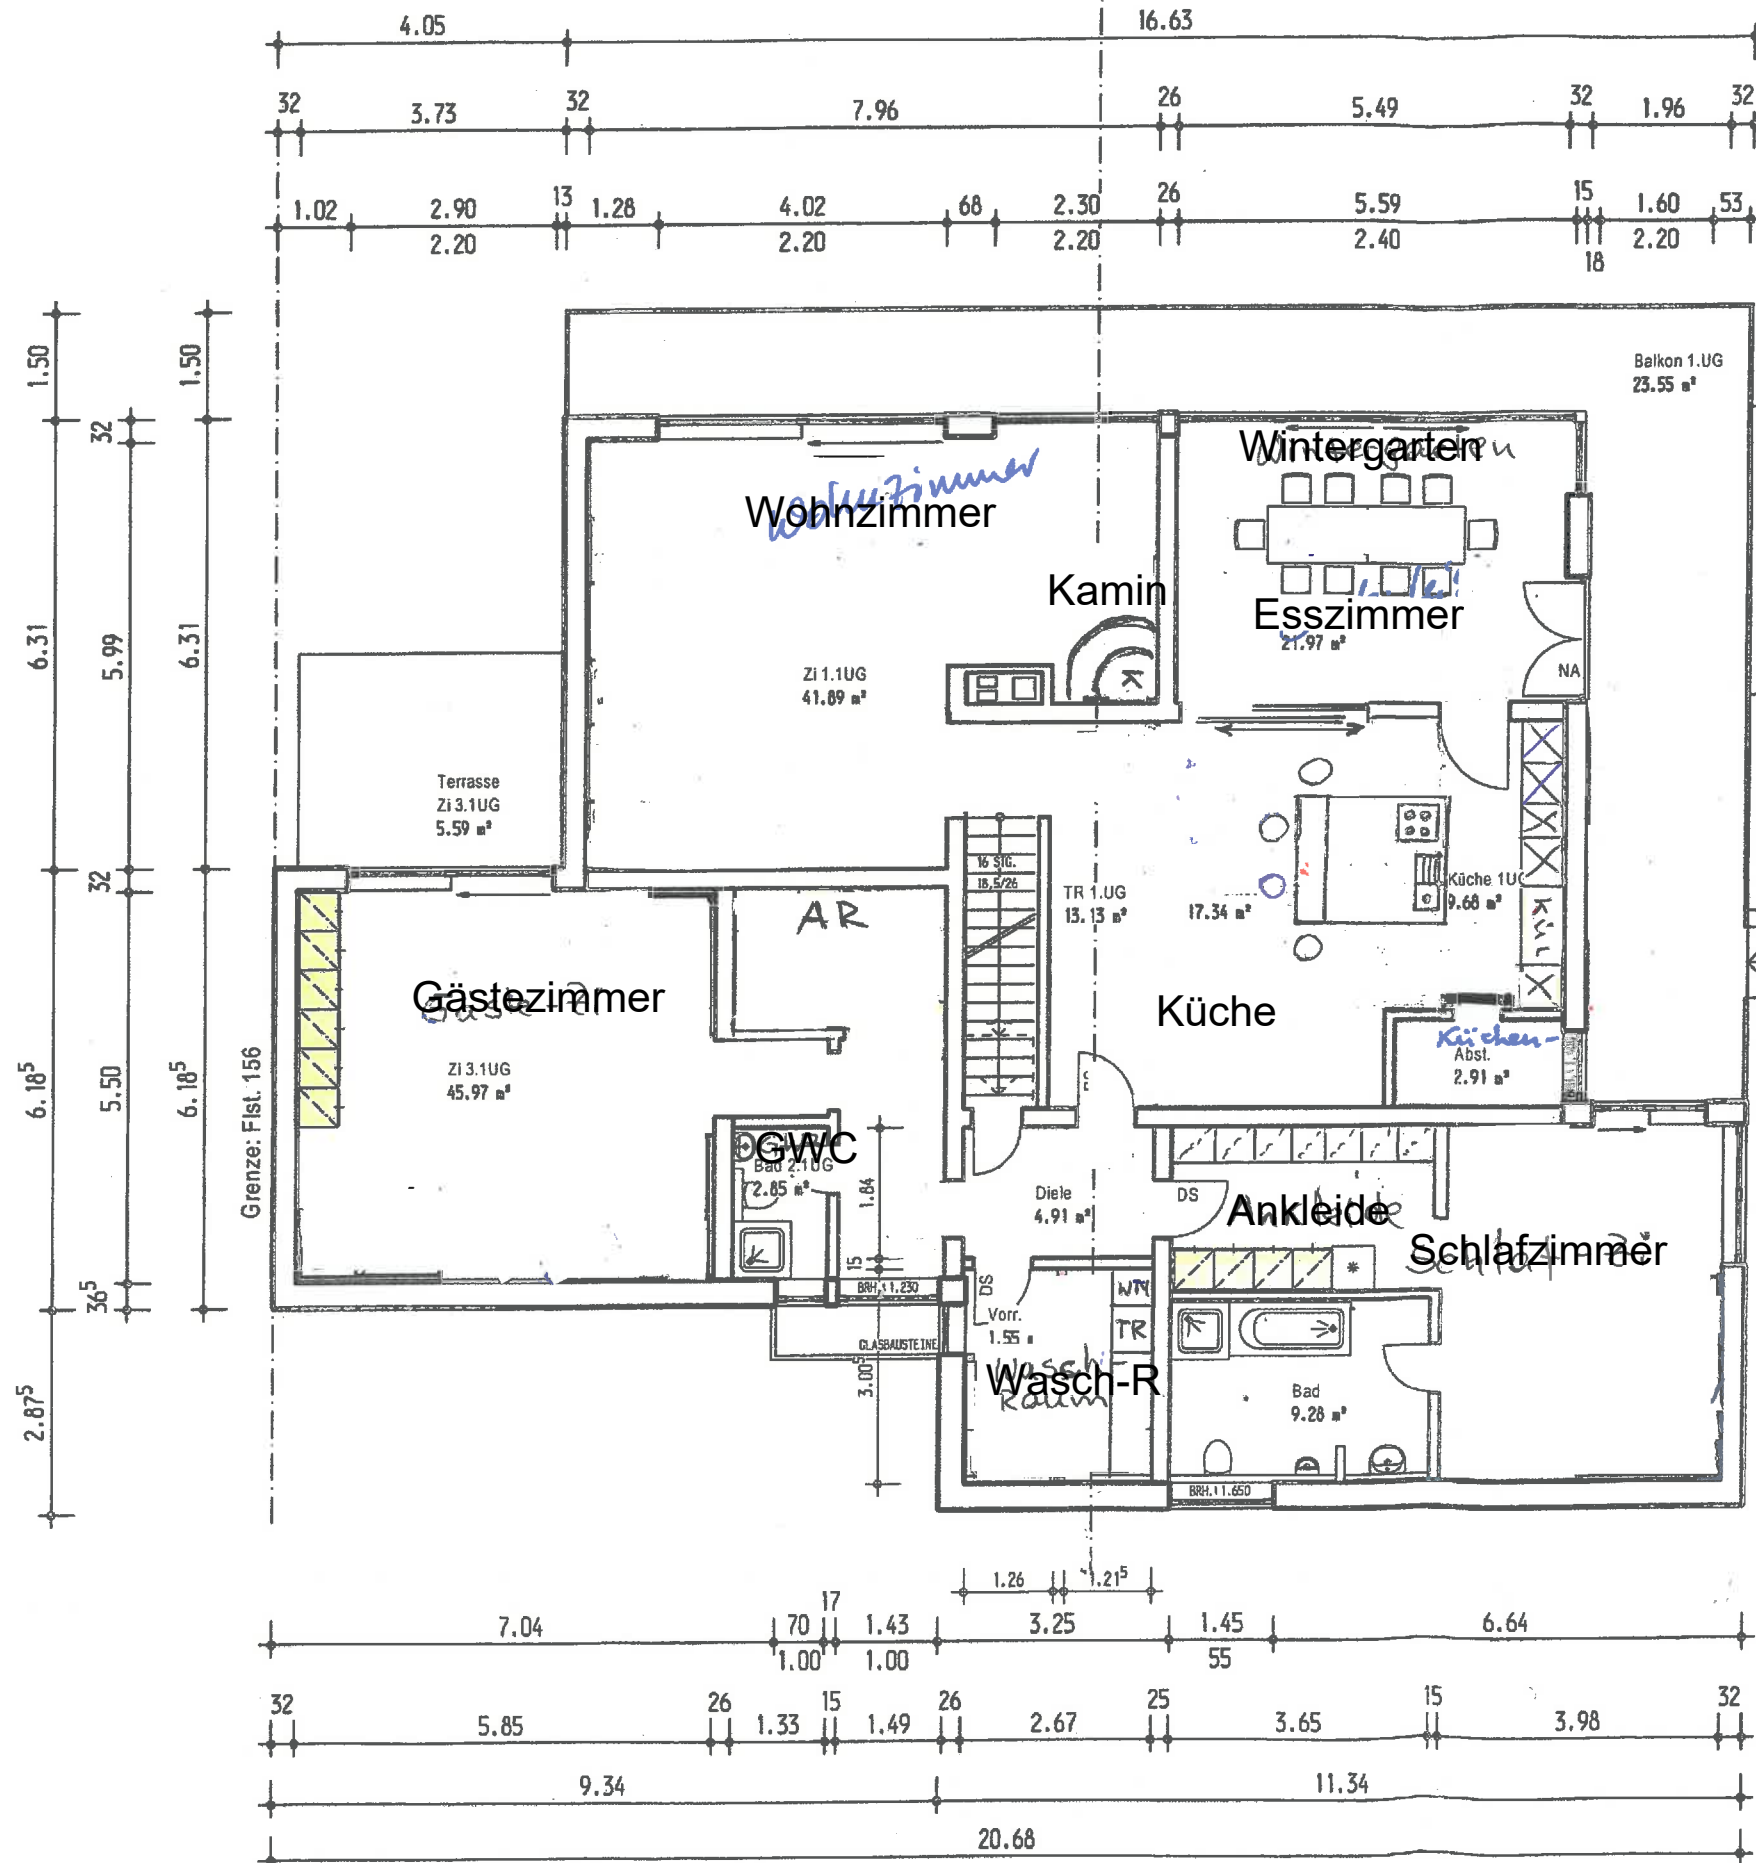 4.05
16.63
32
3.73
32
7.96
26
5.49
32
1.96
32
1.02
2.90
13
1.28
4.02
68
2.30
26
5.59
15
1.60
53
2.20
2.20
2.20
2.40
18
2.20
1.50
1.50
32
6.31
5.99
6.31
32
6.18⁵
5.50
6.18⁵
36⁵
2.87⁵
Grenze: Flst. 156
Balkon 1.UG
23.55 m²
Wintergarten
Wohnzimmer
Wohnzimmer
Kamin
K
Esszimmer
21.97 m²
NA
Zi 1.1UG
41.89 m²
Terrasse
Zi 3.1UG
5.59 m²
16 STG.
18,5/26
TR 1.UG
13.13 m²
17.34 m²
Küche 1UG
9.68 m²
KüL
AR
Gästezimmer
Küche
Küchen-
Abst.
2.91 m²
Zi 3.1UG
45.97 m²
GWC
Bad 2.1UG
2.85 m²
1.84
15
Diele
4.91 m²
DS
Ankleide
Schlafzimmer
BRH. 1.230
DS
Vorr.
1.55
WM
TR
GLASBAUSTEINE
3.00⁵
Wasch-R
Wasch-
Raum
Bad
9.28 m²
BRH. 1.650
1.26
1.21⁵
7.04
70
17
1.43
3.25
1.45
6.64
1.00
1.00
55
32
5.85
26
1.33
15
1.49
26
2.67
25
3.65
15
3.98
32
9.34
11.34
20.68